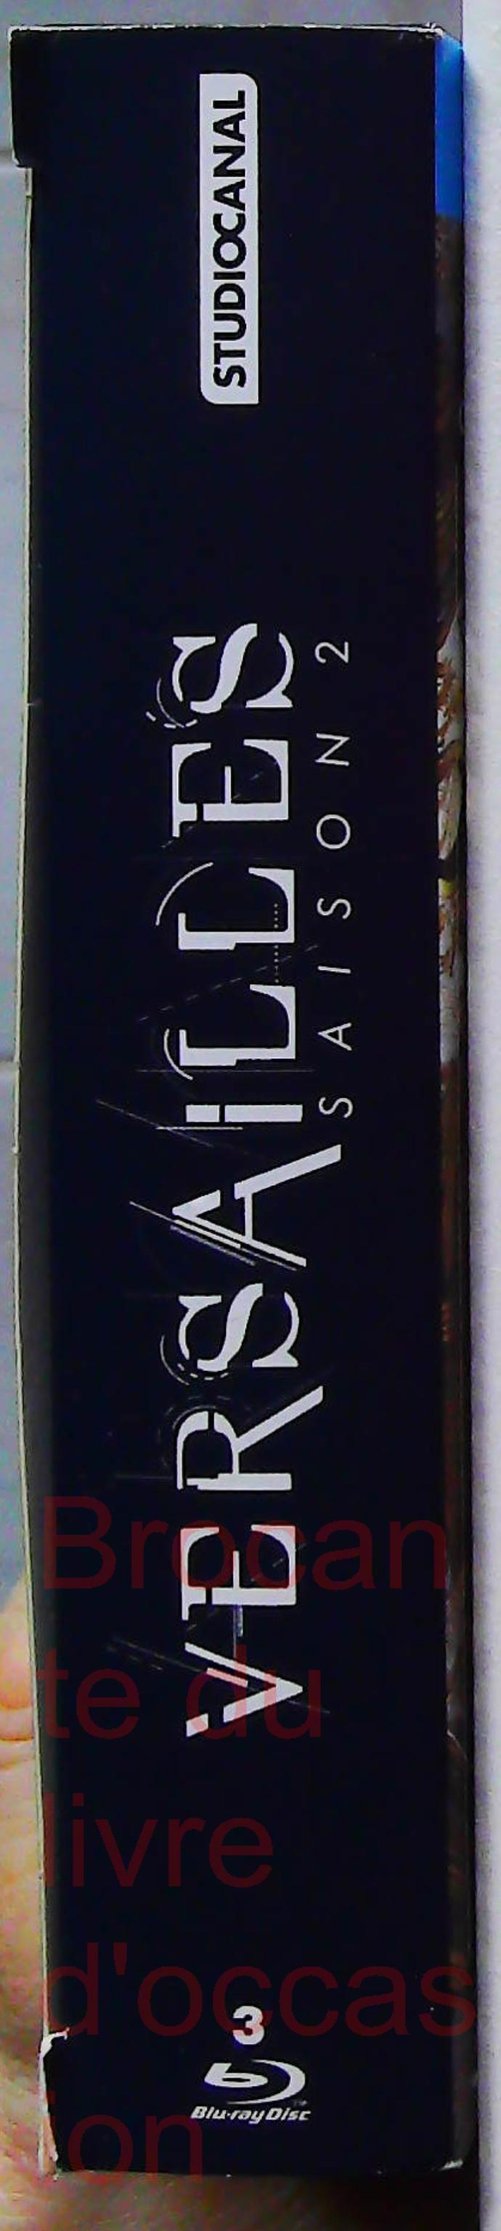 STUDIOCANAL
VERSAILLES
SAISON 2
3
Blu-ray Disc
Brocan
te du
livre
d'occas
ion